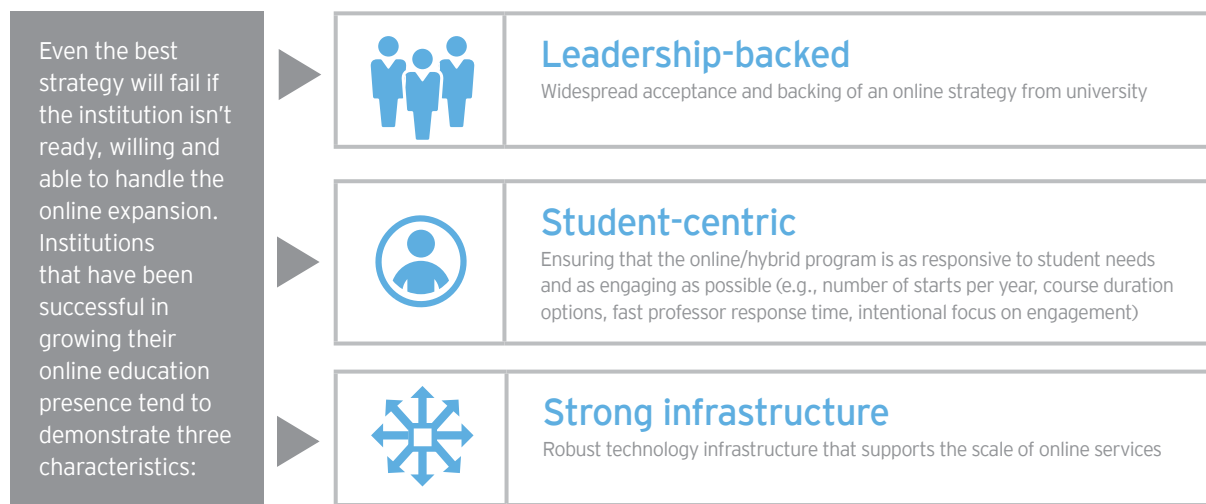 Even the best
strategy will fail if
the institution isn't
ready, willing and
able to handle the
online expansion.
Institutions
that have been
successful in
growing their
online education
presence tend to
demonstrate three
characteristics:
Leadership-backed
Widespread acceptance and backing of an online strategy from university
Student-centric
Ensuring that the online/hybrid program is as responsive to student needs
and as engaging as possible (e.g., number of starts per year, course duration
options, fast professor response time, intentional focus on engagement)
Strong infrastructure
Robust technology infrastructure that supports the scale of online services